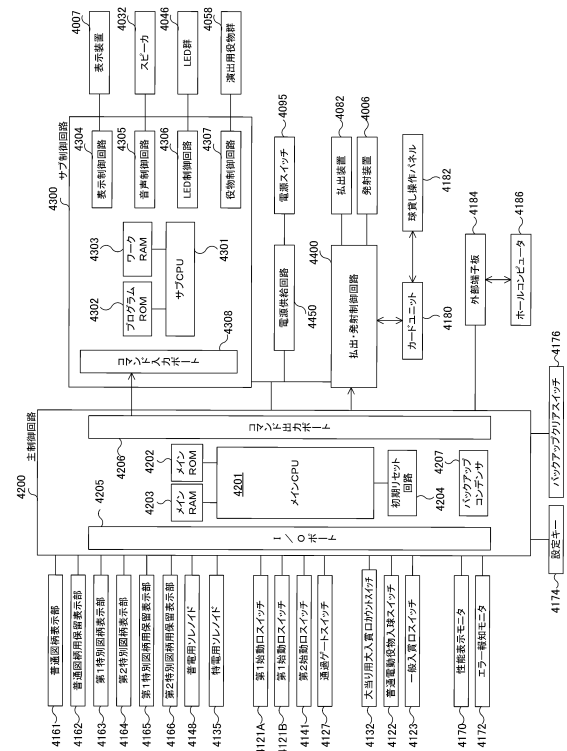 4200
主制御回路
4205
I/Oポート
4206
コマンド出力ポート
4203
メイン
RAM
4202
メイン
ROM
4201
メインCPU
初期リセット
回路
4204
4207
バックアップ
コンデンサ
4161
普通図柄表示部
4162
普通図柄用保留表示部
4163
第1特別図柄表示部
4164
第2特別図柄表示部
4165
第1特別図柄用保留表示部
4166
第2特別図柄用保留表示部
4148
普電用ソレノイド
4135
特電用ソレノイド
4121A
第1始動口スイッチ
4121B
第1始動口スイッチ
4141
第2始動口スイッチ
4127
通過ゲートスイッチ
4132
大当り用大入賞口カウントスイッチ
4122
普通電動役物入球スイッチ
4123
一般入賞口スイッチ
4170
性能表示モニタ
4172
エラー報知モニタ
4174
設定キー
4176
バックアップクリアスイッチ
4300
サブ制御回路
4308
コマンド入力ポート
4302
プログラム
ROM
4303
ワーク
RAM
4301
サブCPU
4304
表示制御回路
4305
音声制御回路
4306
LED制御回路
4307
役物制御回路
4007
表示装置
4032
スピーカ
4046
LED群
4058
演出用役物群
電源供給回路
4450
電源スイッチ
4095
4400
払出・発射制御回路
払出装置
4082
発射装置
4006
カードユニット
4180
球貸し操作パネル
4182
外部端子板
4184
ホールコンピュータ
4186